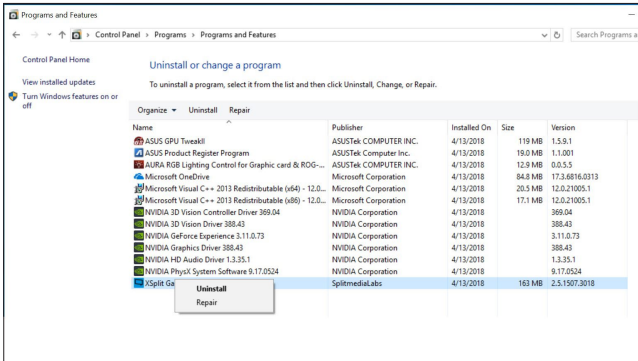 Programs and Features
Control Panel > Programs > Programs and Features
Search Programs a
Control Panel Home
View installed updates
Turn Windows features on or
off
Uninstall or change a program
To uninstall a program, select it from the list and then click Uninstall, Change, or Repair.
Organize Uninstall Repair
Name Publisher Installed On Size Version
ASUS GPU TweakII ASUSTek COMPUTER INC. 4/13/2018 119 MB 1.5.9.1
ASUS Product Register Program ASUSTek Computer Inc. 4/13/2018 19.0 MB 1.1.001
AURA RGB Lighting Control for Graphic card & ROG-... ASUSTek COMPUTER INC. 4/13/2018 12.9 MB 0.0.5.5
Microsoft OneDrive Microsoft Corporation 4/13/2018 84.8 MB 17.3.6816.0313
Microsoft Visual C++ 2013 Redistributable (x64) - 12.0... Microsoft Corporation 4/13/2018 20.5 MB 12.0.21005.1
Microsoft Visual C++ 2013 Redistributable (x86) - 12.0... Microsoft Corporation 4/13/2018 17.1 MB 12.0.21005.1
NVIDIA 3D Vision Controller Driver 369.04 NVIDIA Corporation 4/13/2018 369.04
NVIDIA 3D Vision Driver 388.43 NVIDIA Corporation 4/13/2018 388.43
NVIDIA GeForce Experience 3.11.0.73 NVIDIA Corporation 4/13/2018 3.11.0.73
NVIDIA Graphics Driver 388.43 NVIDIA Corporation 4/13/2018 388.43
NVIDIA HD Audio Driver 1.3.35.1 NVIDIA Corporation 4/13/2018 1.3.35.1
NVIDIA PhysX System Software 9.17.0524 NVIDIA Corporation 4/13/2018 9.17.0524
XSplit Ga SplitmediaLabs 4/13/2018 163 MB 2.5.1507.3018
Uninstall
Repair